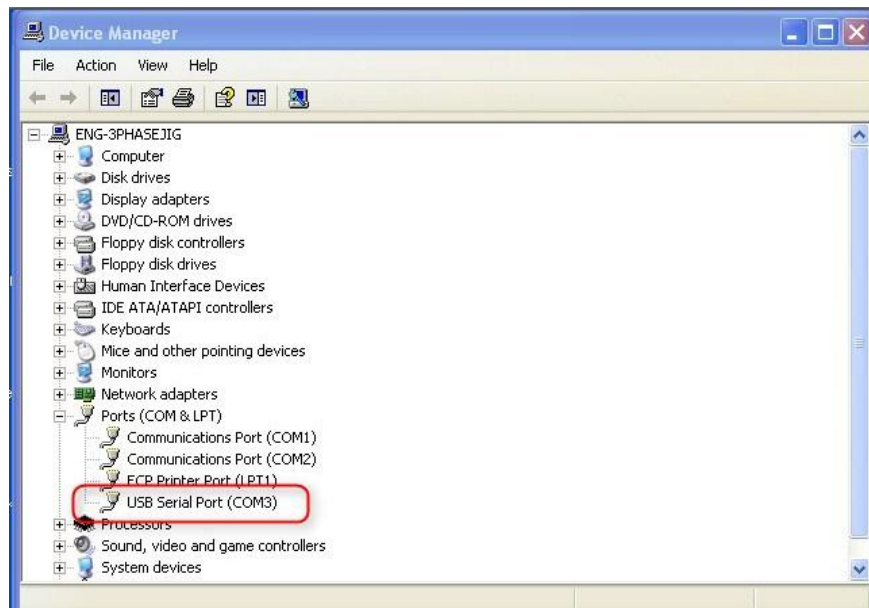 Device Manager
File Action View Help
ENG-3PHASEJIG
Computer
Disk drives
Display adapters
DVD/CD-ROM drives
Floppy disk controllers
Floppy disk drives
Human Interface Devices
IDE ATA/ATAPI controllers
Keyboards
Mice and other pointing devices
Monitors
Network adapters
Ports (COM & LPT)
Communications Port (COM1)
Communications Port (COM2)
ECP Printer Port (LPT1)
USB Serial Port (COM3)
Processors
Sound, video and game controllers
System devices